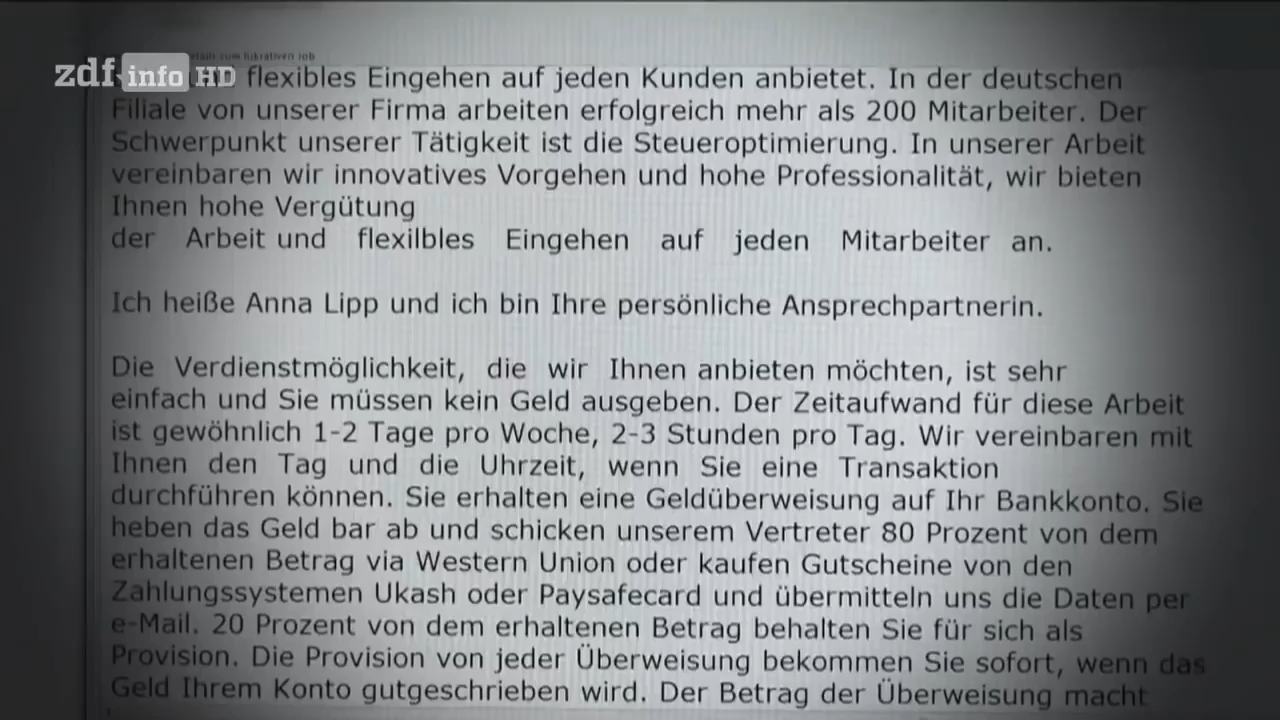 zdf info HD
zum lukrativen Job
flexibles Eingehen auf jeden Kunden anbietet. In der deutschen
Filiale von unserer Firma arbeiten erfolgreich mehr als 200 Mitarbeiter. Der
Schwerpunkt unserer Tätigkeit ist die Steueroptimierung. In unserer Arbeit
vereinbaren wir innovatives Vorgehen und hohe Professionalität, wir bieten
Ihnen hohe Vergütung
der Arbeit und flexilbles Eingehen auf jeden Mitarbeiter an.
Ich heiße Anna Lipp und ich bin Ihre persönliche Ansprechpartnerin.
Die Verdienstmöglichkeit, die wir Ihnen anbieten möchten, ist sehr
einfach und Sie müssen kein Geld ausgeben. Der Zeitaufwand für diese Arbeit
ist gewöhnlich 1-2 Tage pro Woche, 2-3 Stunden pro Tag. Wir vereinbaren mit
Ihnen den Tag und die Uhrzeit, wenn Sie eine Transaktion
durchführen können. Sie erhalten eine Geldüberweisung auf Ihr Bankkonto. Sie
heben das Geld bar ab und schicken unserem Vertreter 80 Prozent von dem
erhaltenen Betrag via Western Union oder kaufen Gutscheine von den
Zahlungssystemen Ukash oder Paysafecard und übermitteln uns die Daten per
e-Mail. 20 Prozent von dem erhaltenen Betrag behalten Sie für sich als
Provision. Die Provision von jeder Überweisung bekommen Sie sofort, wenn das
Geld Ihrem Konto gutgeschrieben wird. Der Betrag der Überweisung macht